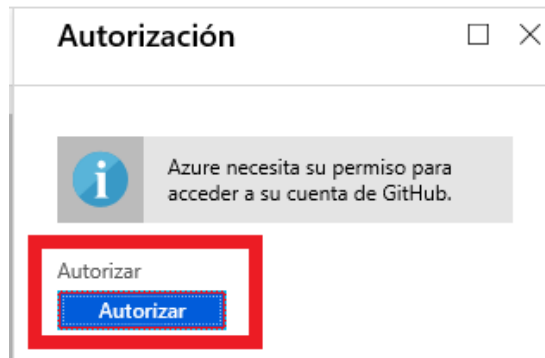 Autorización
Azure necesita su permiso para
acceder a su cuenta de GitHub.
Autorizar
Autorizar